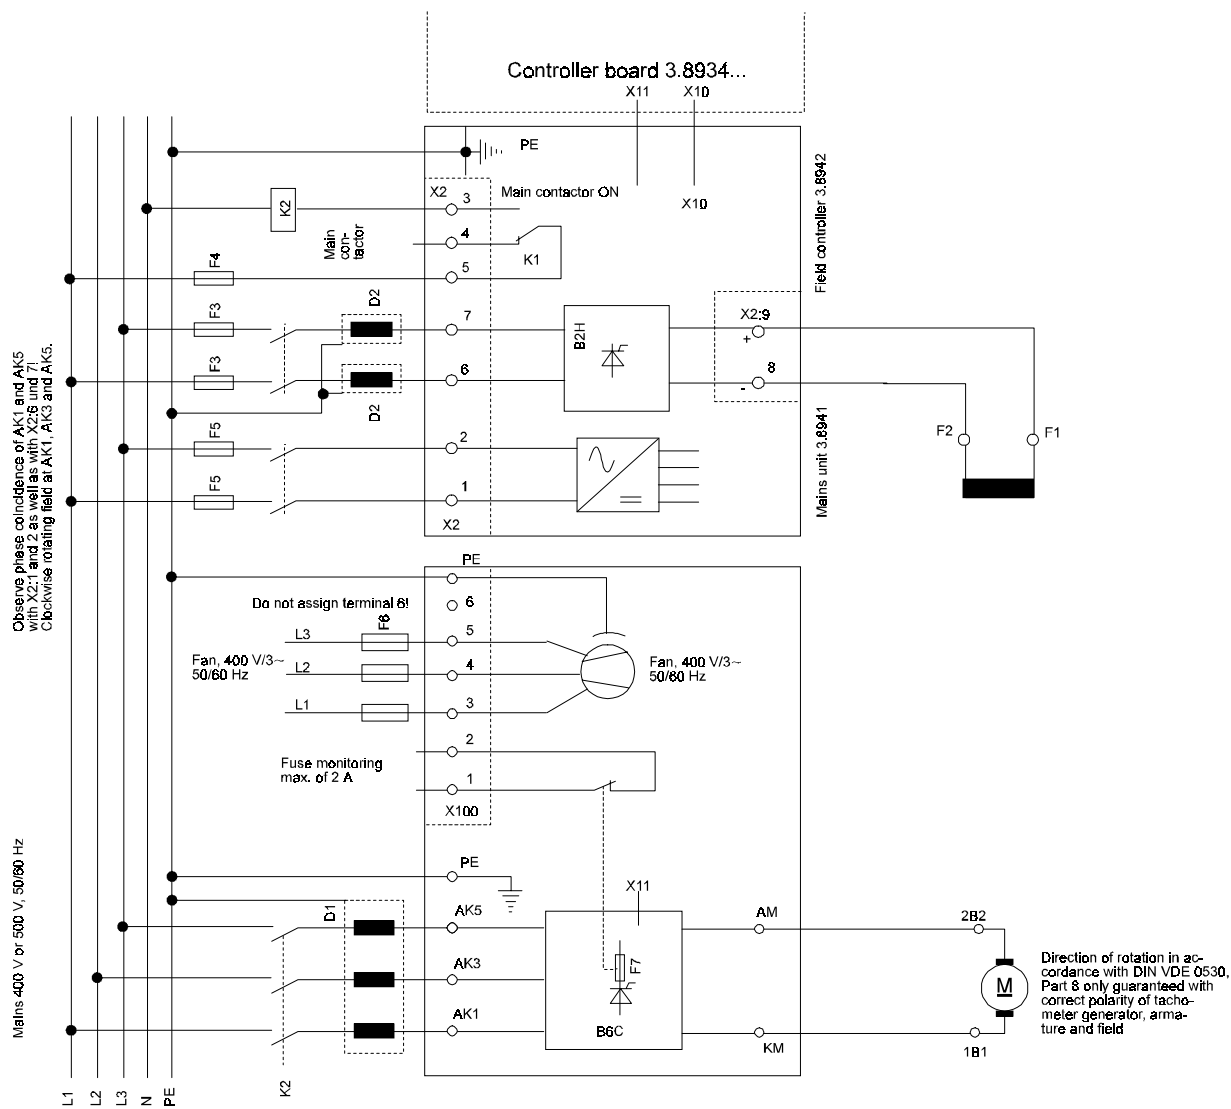 Controller board 3.8934...
X11
X10
PE
X2
3
Main contactor ON
X10
K2
Main
con-
tactor
4
K1
5
F4
Field controller 3.8942
F3
D2
7
B2H
X2:9
+
F3
6
8
-
D2
Mains unit 3.8941
F5
2
F2
F1
F5
1
X2
Observe phase coincidence of AK1 and AK5
with X2:1 and 2 as well as with X2:6 und 7!
Clockwise rotating field at AK1, AK3 and AK5.
PE
Do not assign terminal 6!
6
F6
L3
5
Fan, 400 V/3~
50/60 Hz
L2
4
Fan, 400 V/3~
50/60 Hz
L1
3
2
Fuse monitoring
max. of 2 A
1
X100
Mains 400 V or 500 V, 50/60 Hz
PE
X11
D1
AK5
AM
2B2
AK3
F7
M
Direction of rotation in ac-
cordance with DIN VDE 0530,
Part 8 only guaranteed with
correct polarity of tacho-
meter generator, arma-
ture and field
AK1
B6C
KM
1B1
K2
L1
L2
L3
N
PE